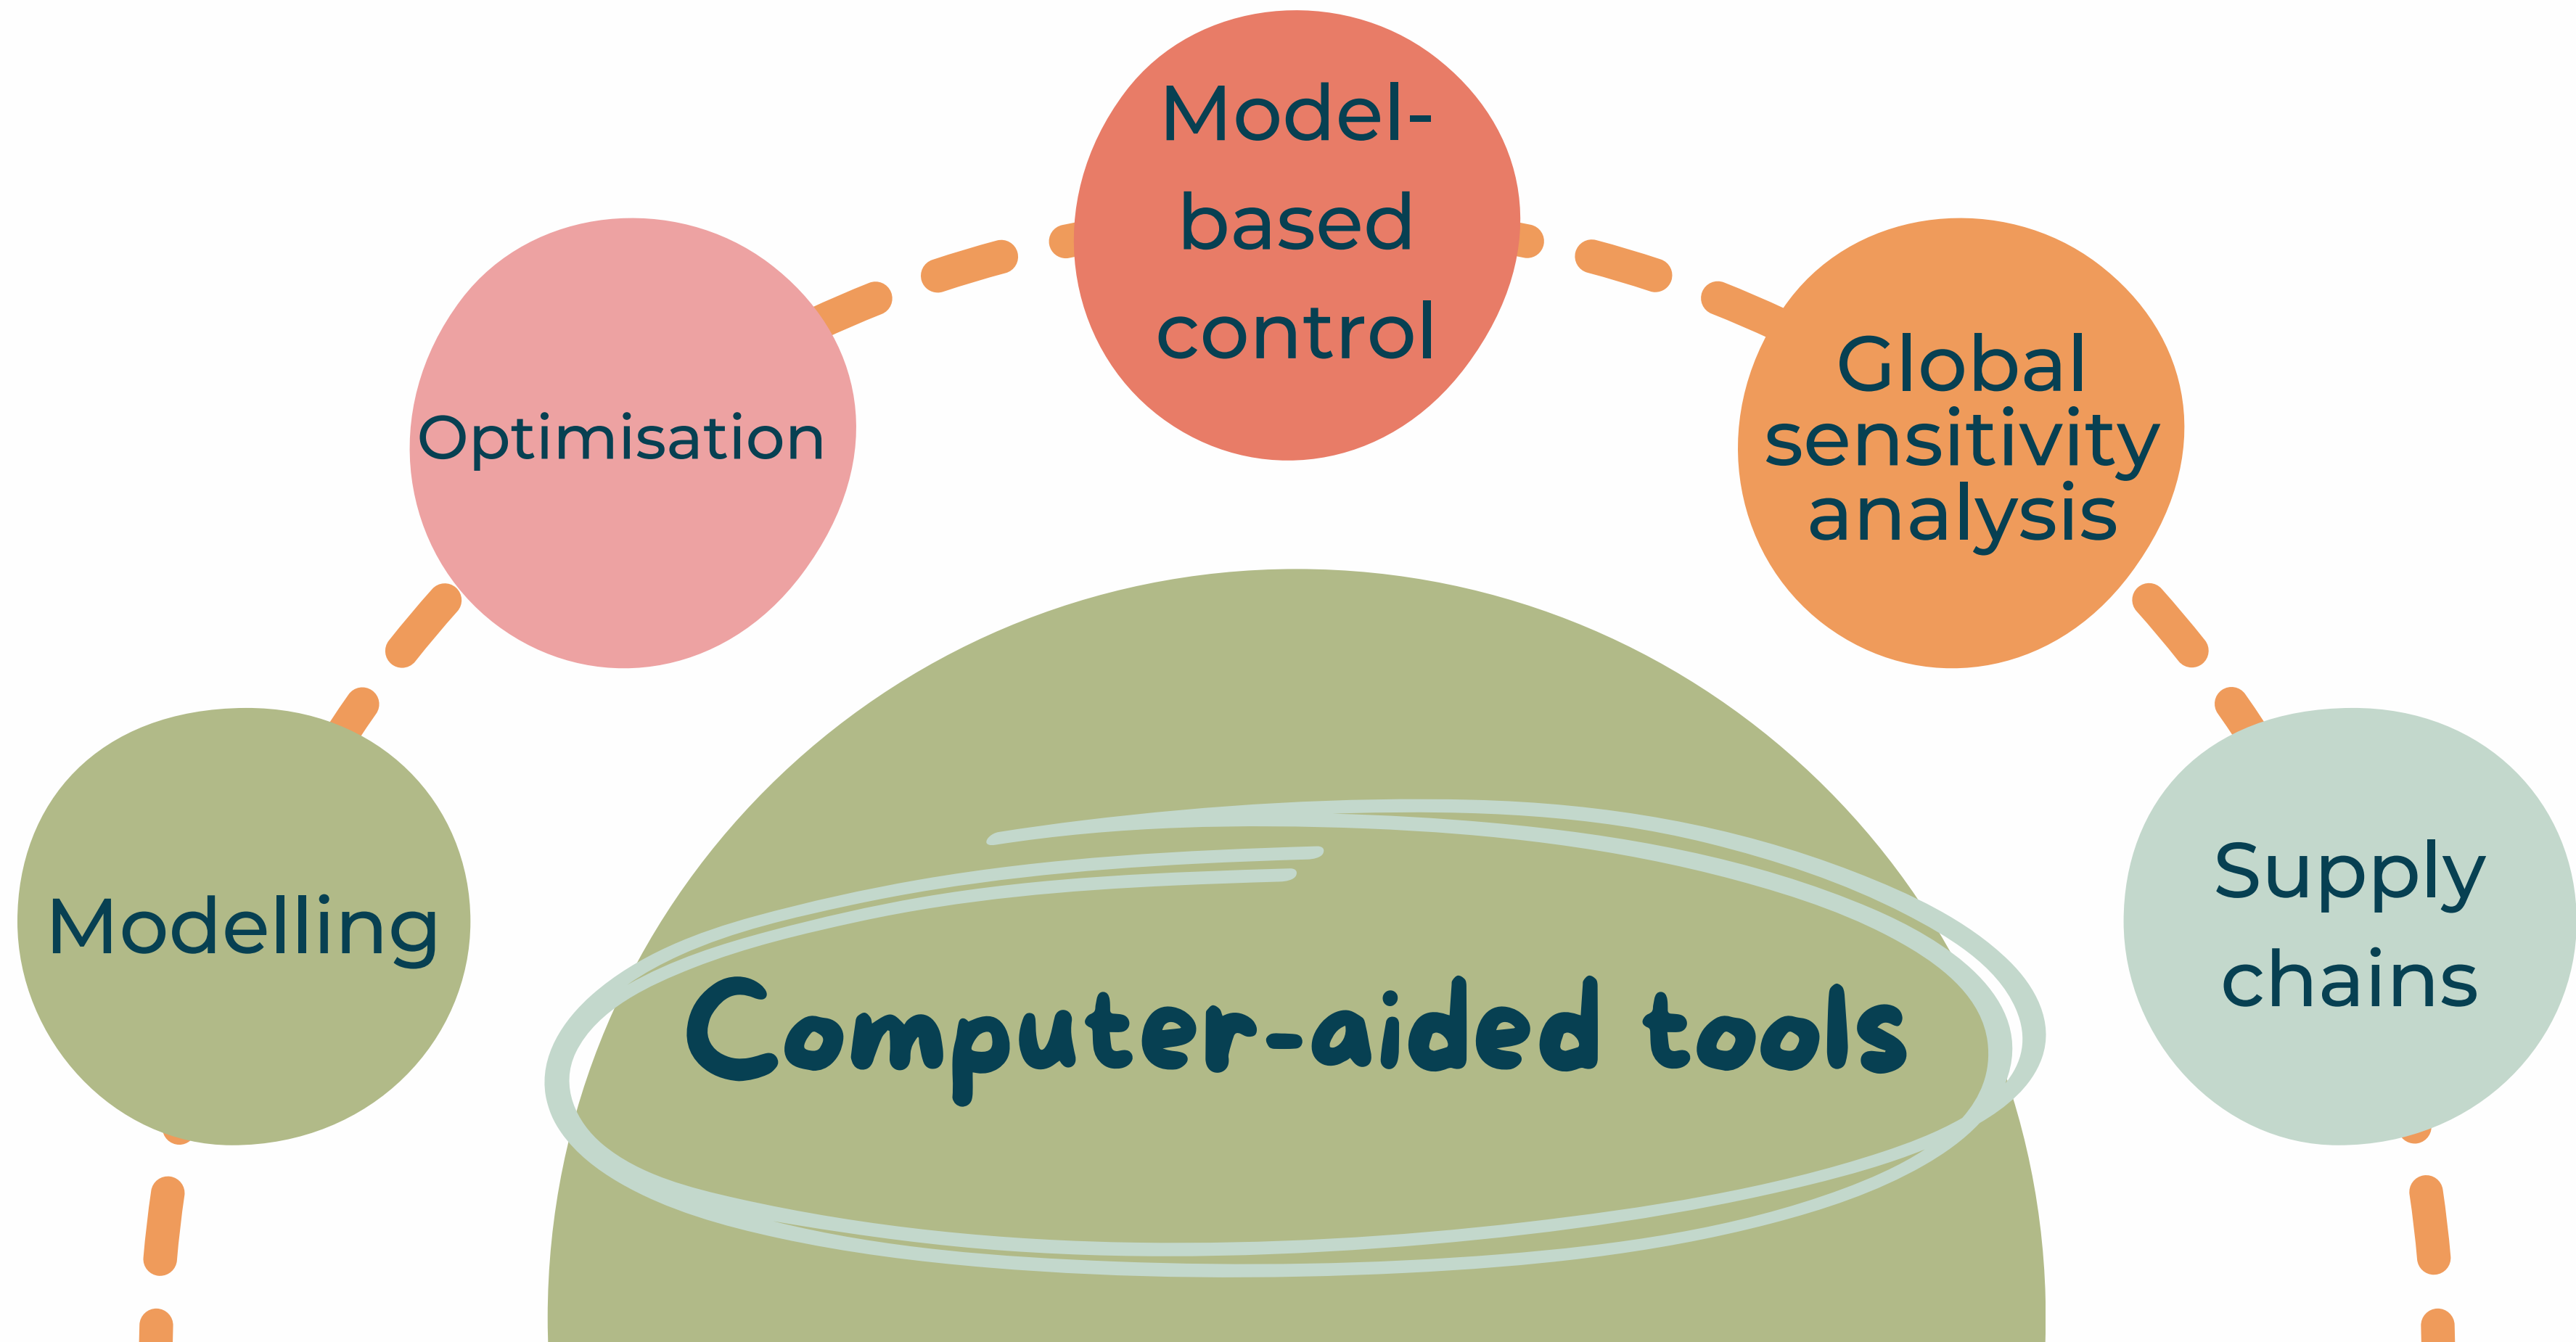 Model-
based
control
Optimisation
Global
sensitivity
analysis
Modelling
Supply
chains
Computer-aided tools